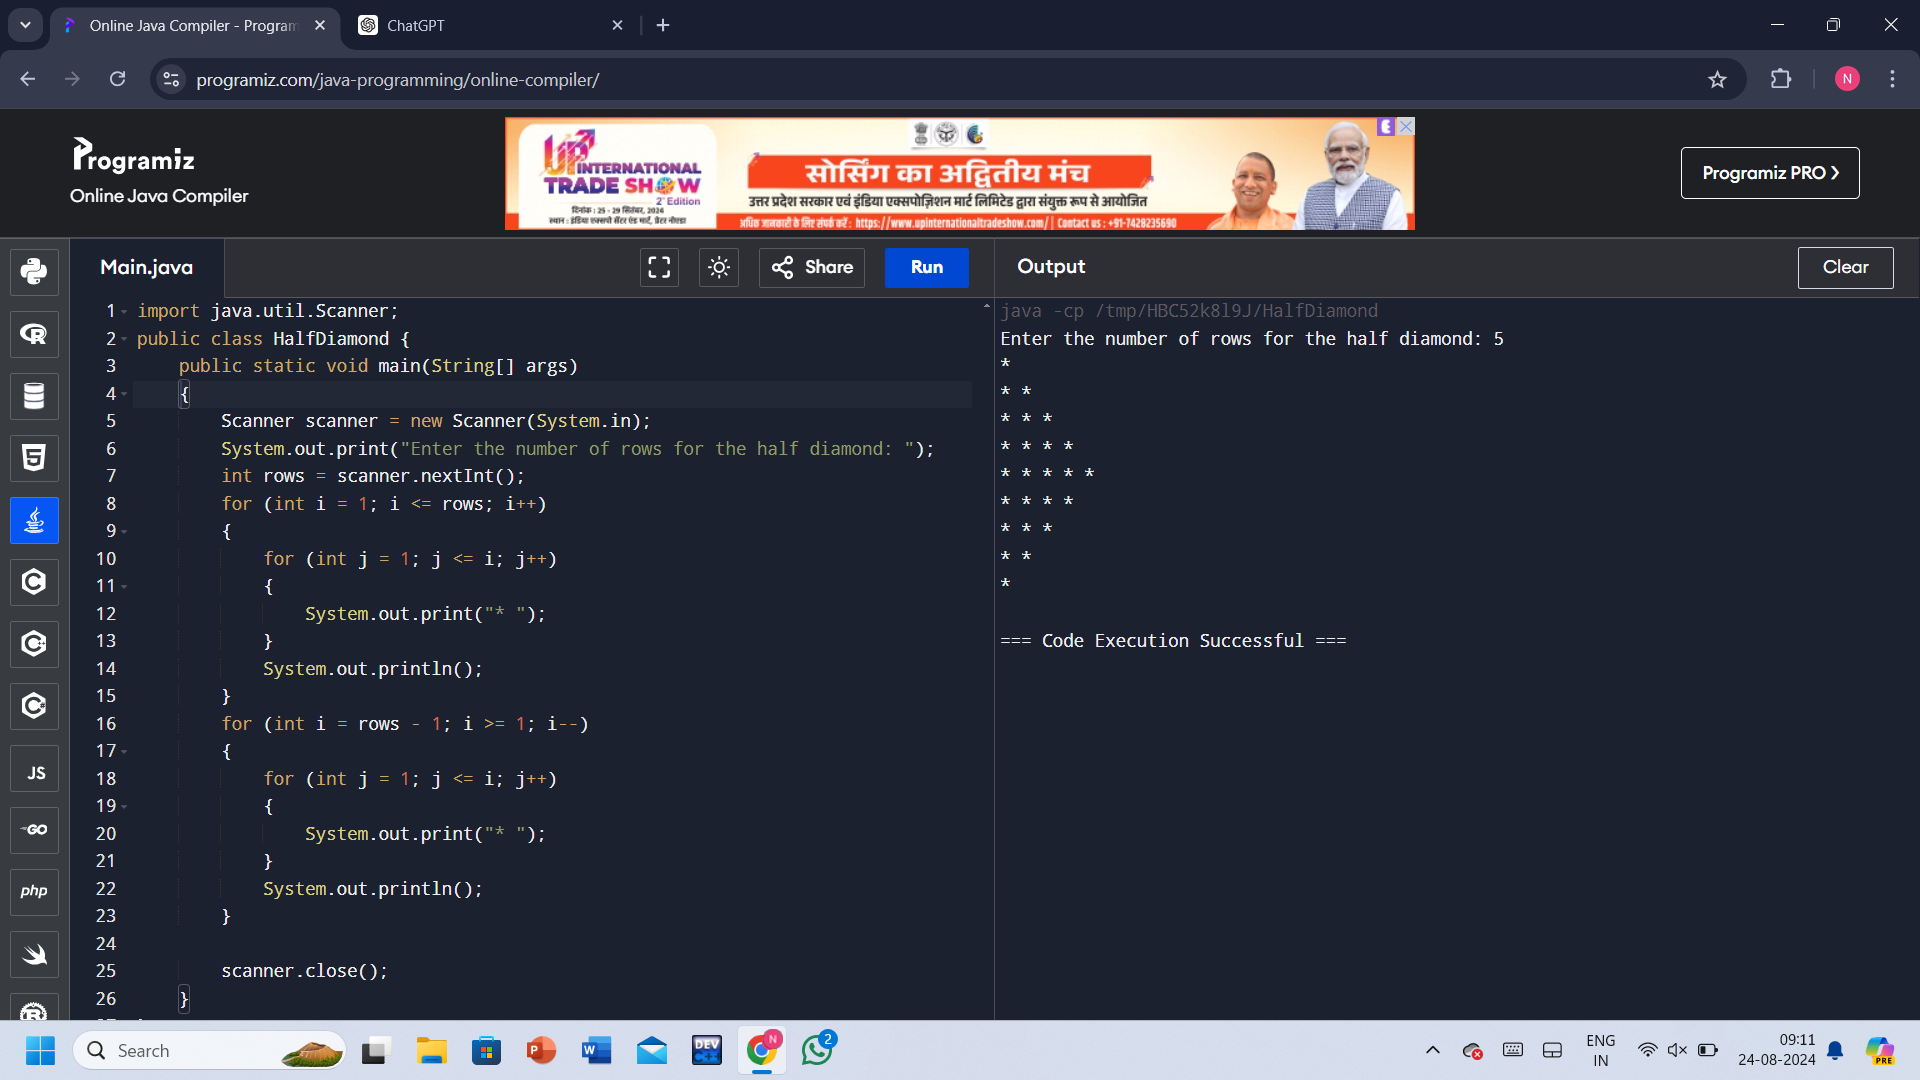 Online Java Compiler - Program
ChatGPT
programiz.com/java-programming/online-compiler/
N
Programiz
Online Java Compiler
UP INTERNATIONAL
TRADE SHOW
2nd Edition
दिनांक : 25 - 29 सितंबर, 2024
स्थान : इंडिया एक्सपो सेंटर एंड मार्ट, ग्रेटर नोएडा
सोर्सिंग का अद्वितीय मंच
उत्तर प्रदेश सरकार एवं इंडिया एक्सपोज़िशन मार्ट लिमिटेड द्वारा संयुक्त रूप से आयोजित
अधिक जानकारी के लिए संपर्क करें : https://www.upinternationaltradeshow.com/ | Contact us : +91-7428235690
Programiz PRO
Main.java
Share
Run
Output
Clear
1 import java.util.Scanner;
2 public class HalfDiamond {
3 public static void main(String[] args)
4 {
5 Scanner scanner = new Scanner(System.in);
6 System.out.print("Enter the number of rows for the half diamond: ");
7 int rows = scanner.nextInt();
8 for (int i = 1; i <= rows; i++)
9 {
10 for (int j = 1; j <= i; j++)
11 {
12 System.out.print("* ");
13 }
14 System.out.println();
15 }
16 for (int i = rows - 1; i >= 1; i--)
17 {
18 for (int j = 1; j <= i; j++)
19 {
20 System.out.print("* ");
21 }
22 System.out.println();
23 }
24
25 scanner.close();
26 }
java -cp /tmp/HBC52k8l9J/HalfDiamond
Enter the number of rows for the half diamond: 5
*
* *
* * *
* * * *
* * * * *
* * * *
* * *
* *
*
=== Code Execution Successful ===
JS
GO
php
Search
DEV
C++
N
2
ENG
IN
09:11
24-08-2024
PRE